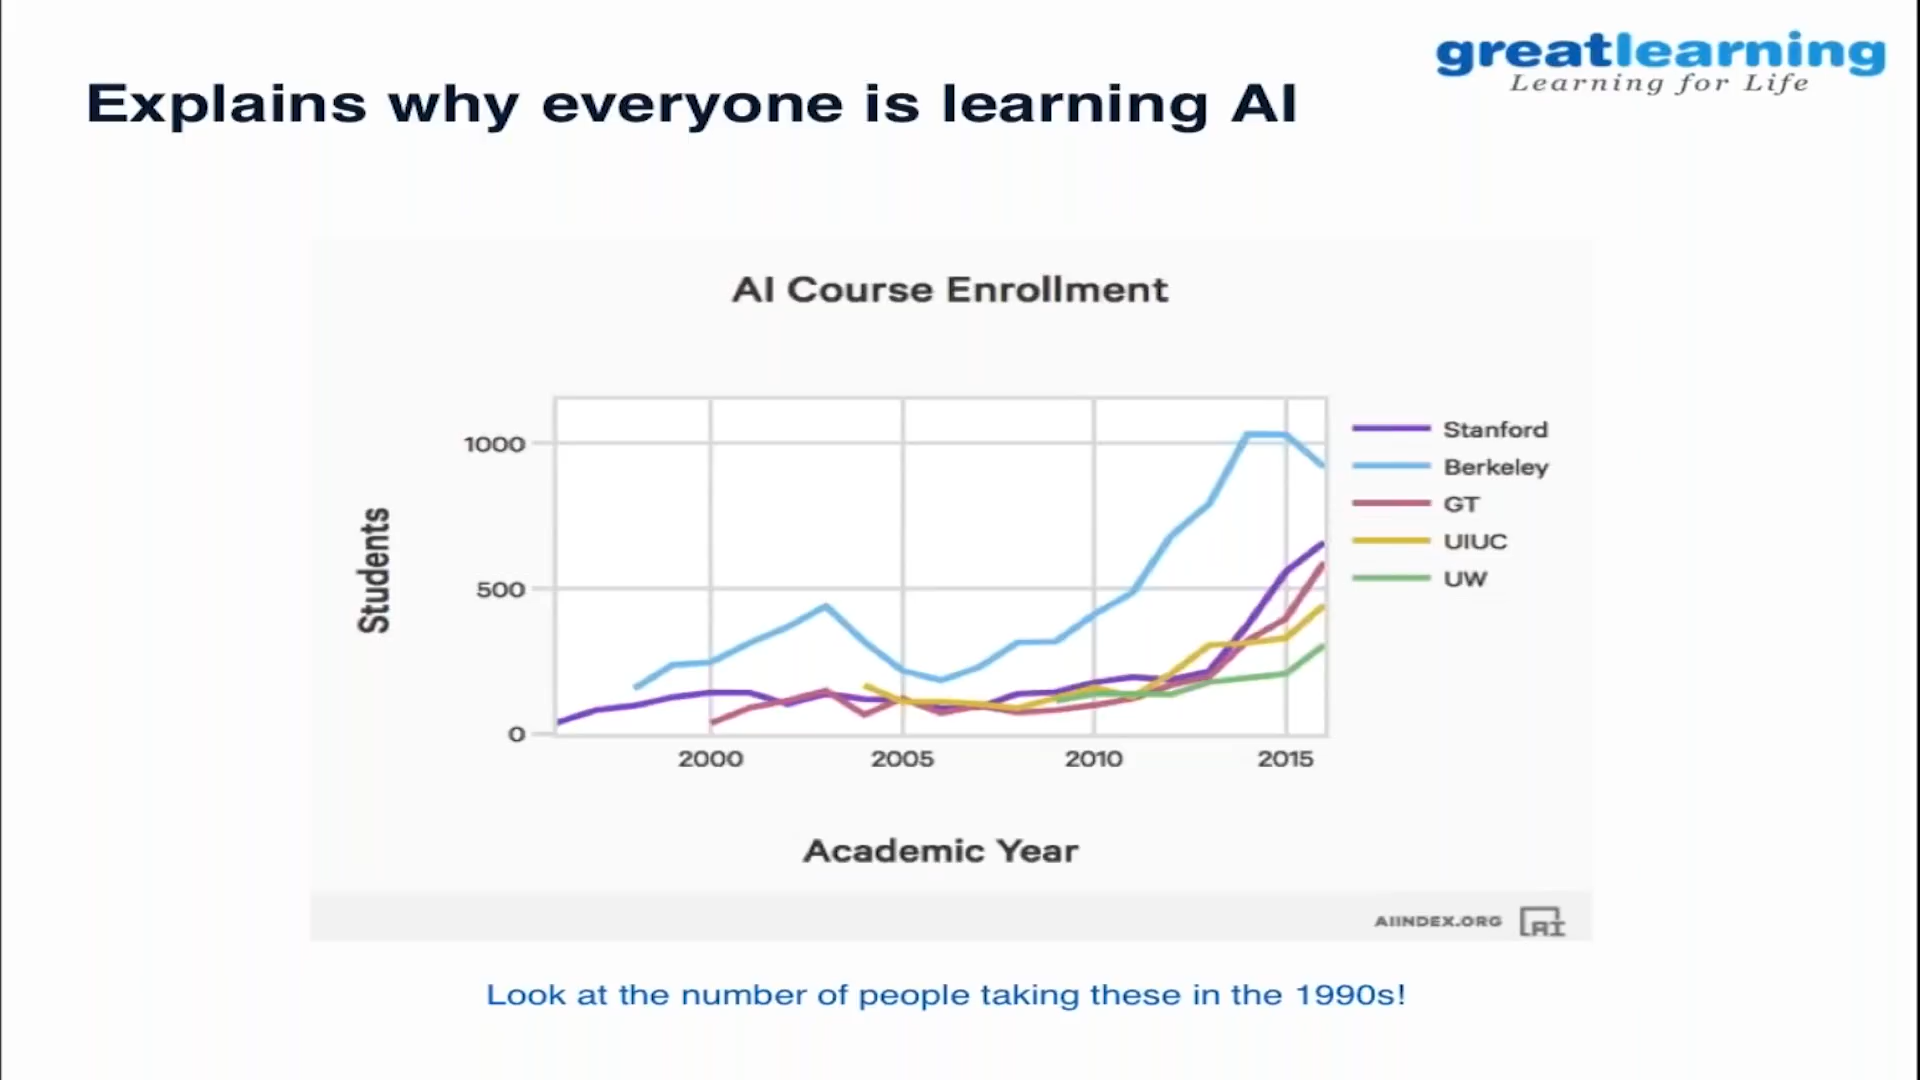 greatlearning
Learning for Life
Explains why everyone is learning AI
AI Course Enrollment
Students
1000
500
0
2000 2005 2010 2015
Academic Year
Stanford
Berkeley
GT
UIUC
UW
AIINDEX.ORG
AI
Look at the number of people taking these in the 1990s!